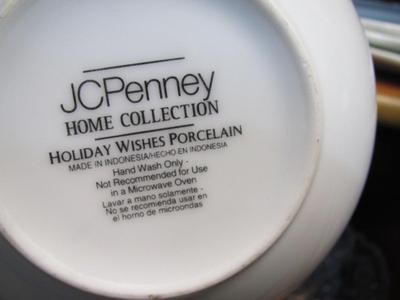 JCPenney
HOME COLLECTION
HOLIDAY WISHES PORCELAIN
MADE IN INDONESIA/HECHO EN INDONESIA
Hand Wash Only -
Not Recommended for Use
in a Microwave Oven
Lavar a mano solamente -
No se recomienda usar en
el horno de microondas